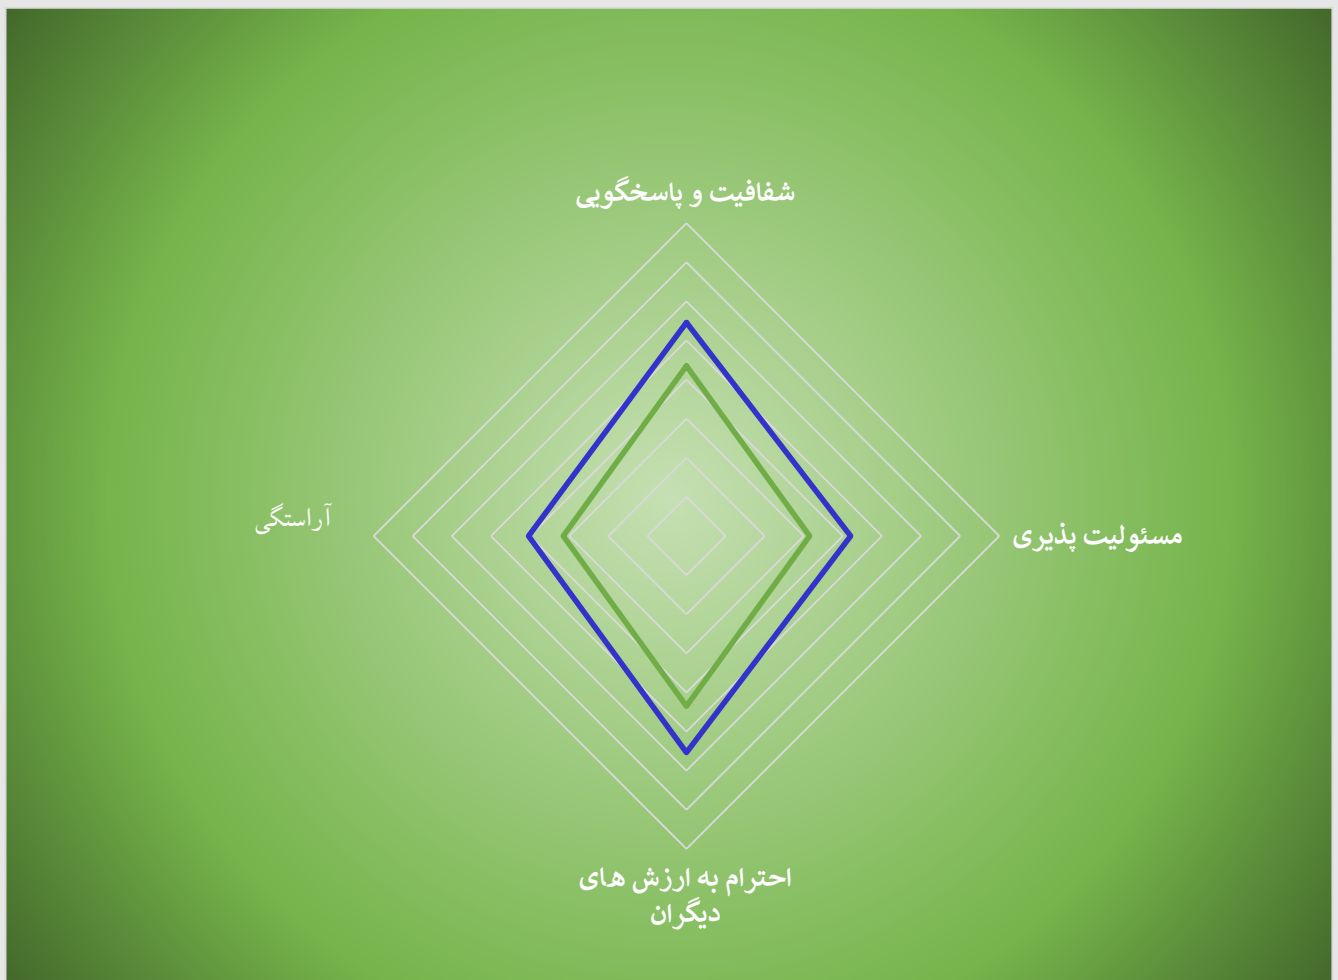 شفافیت و پاسخگویی
مسئولیت پذیری
آراستگی
احترام به ارزش های
دیگران